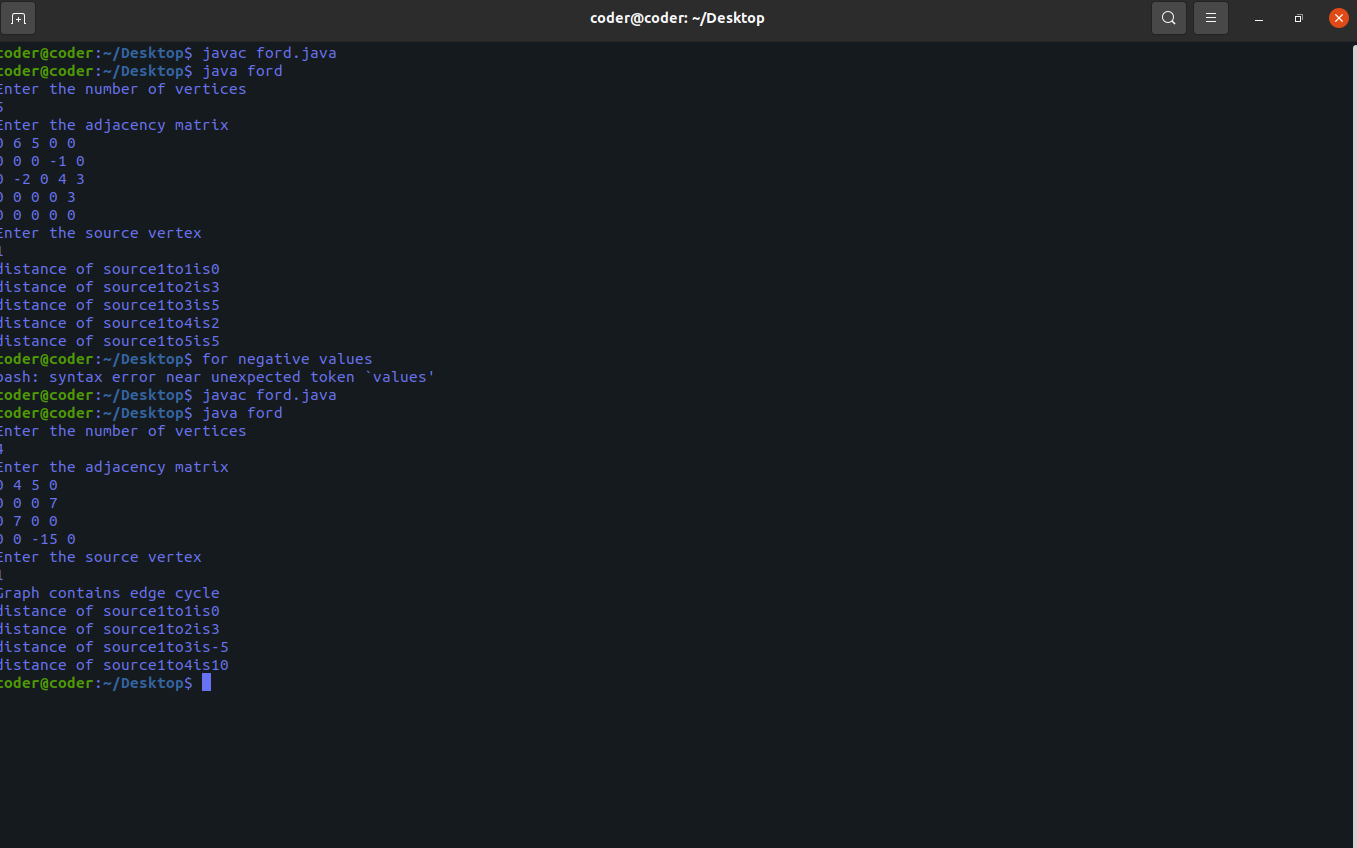 coder@coder: ~/Desktop
coder@coder:~/Desktop$ javac ford.java
coder@coder:~/Desktop$ java ford
Enter the number of vertices
5
Enter the adjacency matrix
0 6 5 0 0
0 0 0 -1 0
0 -2 0 4 3
0 0 0 0 3
0 0 0 0 0
Enter the source vertex
1
distance of source1to1is0
distance of source1to2is3
distance of source1to3is5
distance of source1to4is2
distance of source1to5is5
coder@coder:~/Desktop$ for negative values
bash: syntax error near unexpected token `values'
coder@coder:~/Desktop$ javac ford.java
coder@coder:~/Desktop$ java ford
Enter the number of vertices
4
Enter the adjacency matrix
0 4 5 0
0 0 0 7
0 7 0 0
0 0 -15 0
Enter the source vertex
1
Graph contains edge cycle
distance of source1to1is0
distance of source1to2is3
distance of source1to3is-5
distance of source1to4is10
coder@coder:~/Desktop$